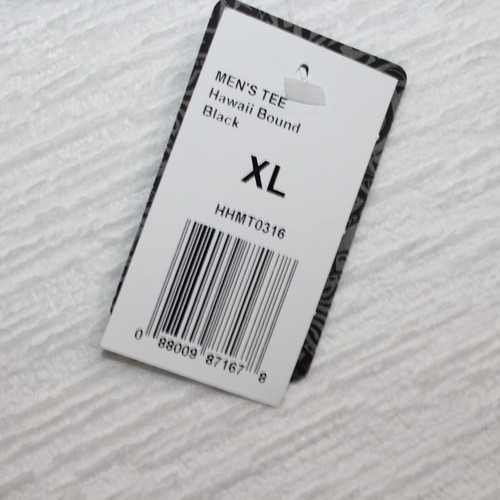 MEN'S TEE
Hawaii Bound
Black
XL
HHMT0316
0 88009 87167 8